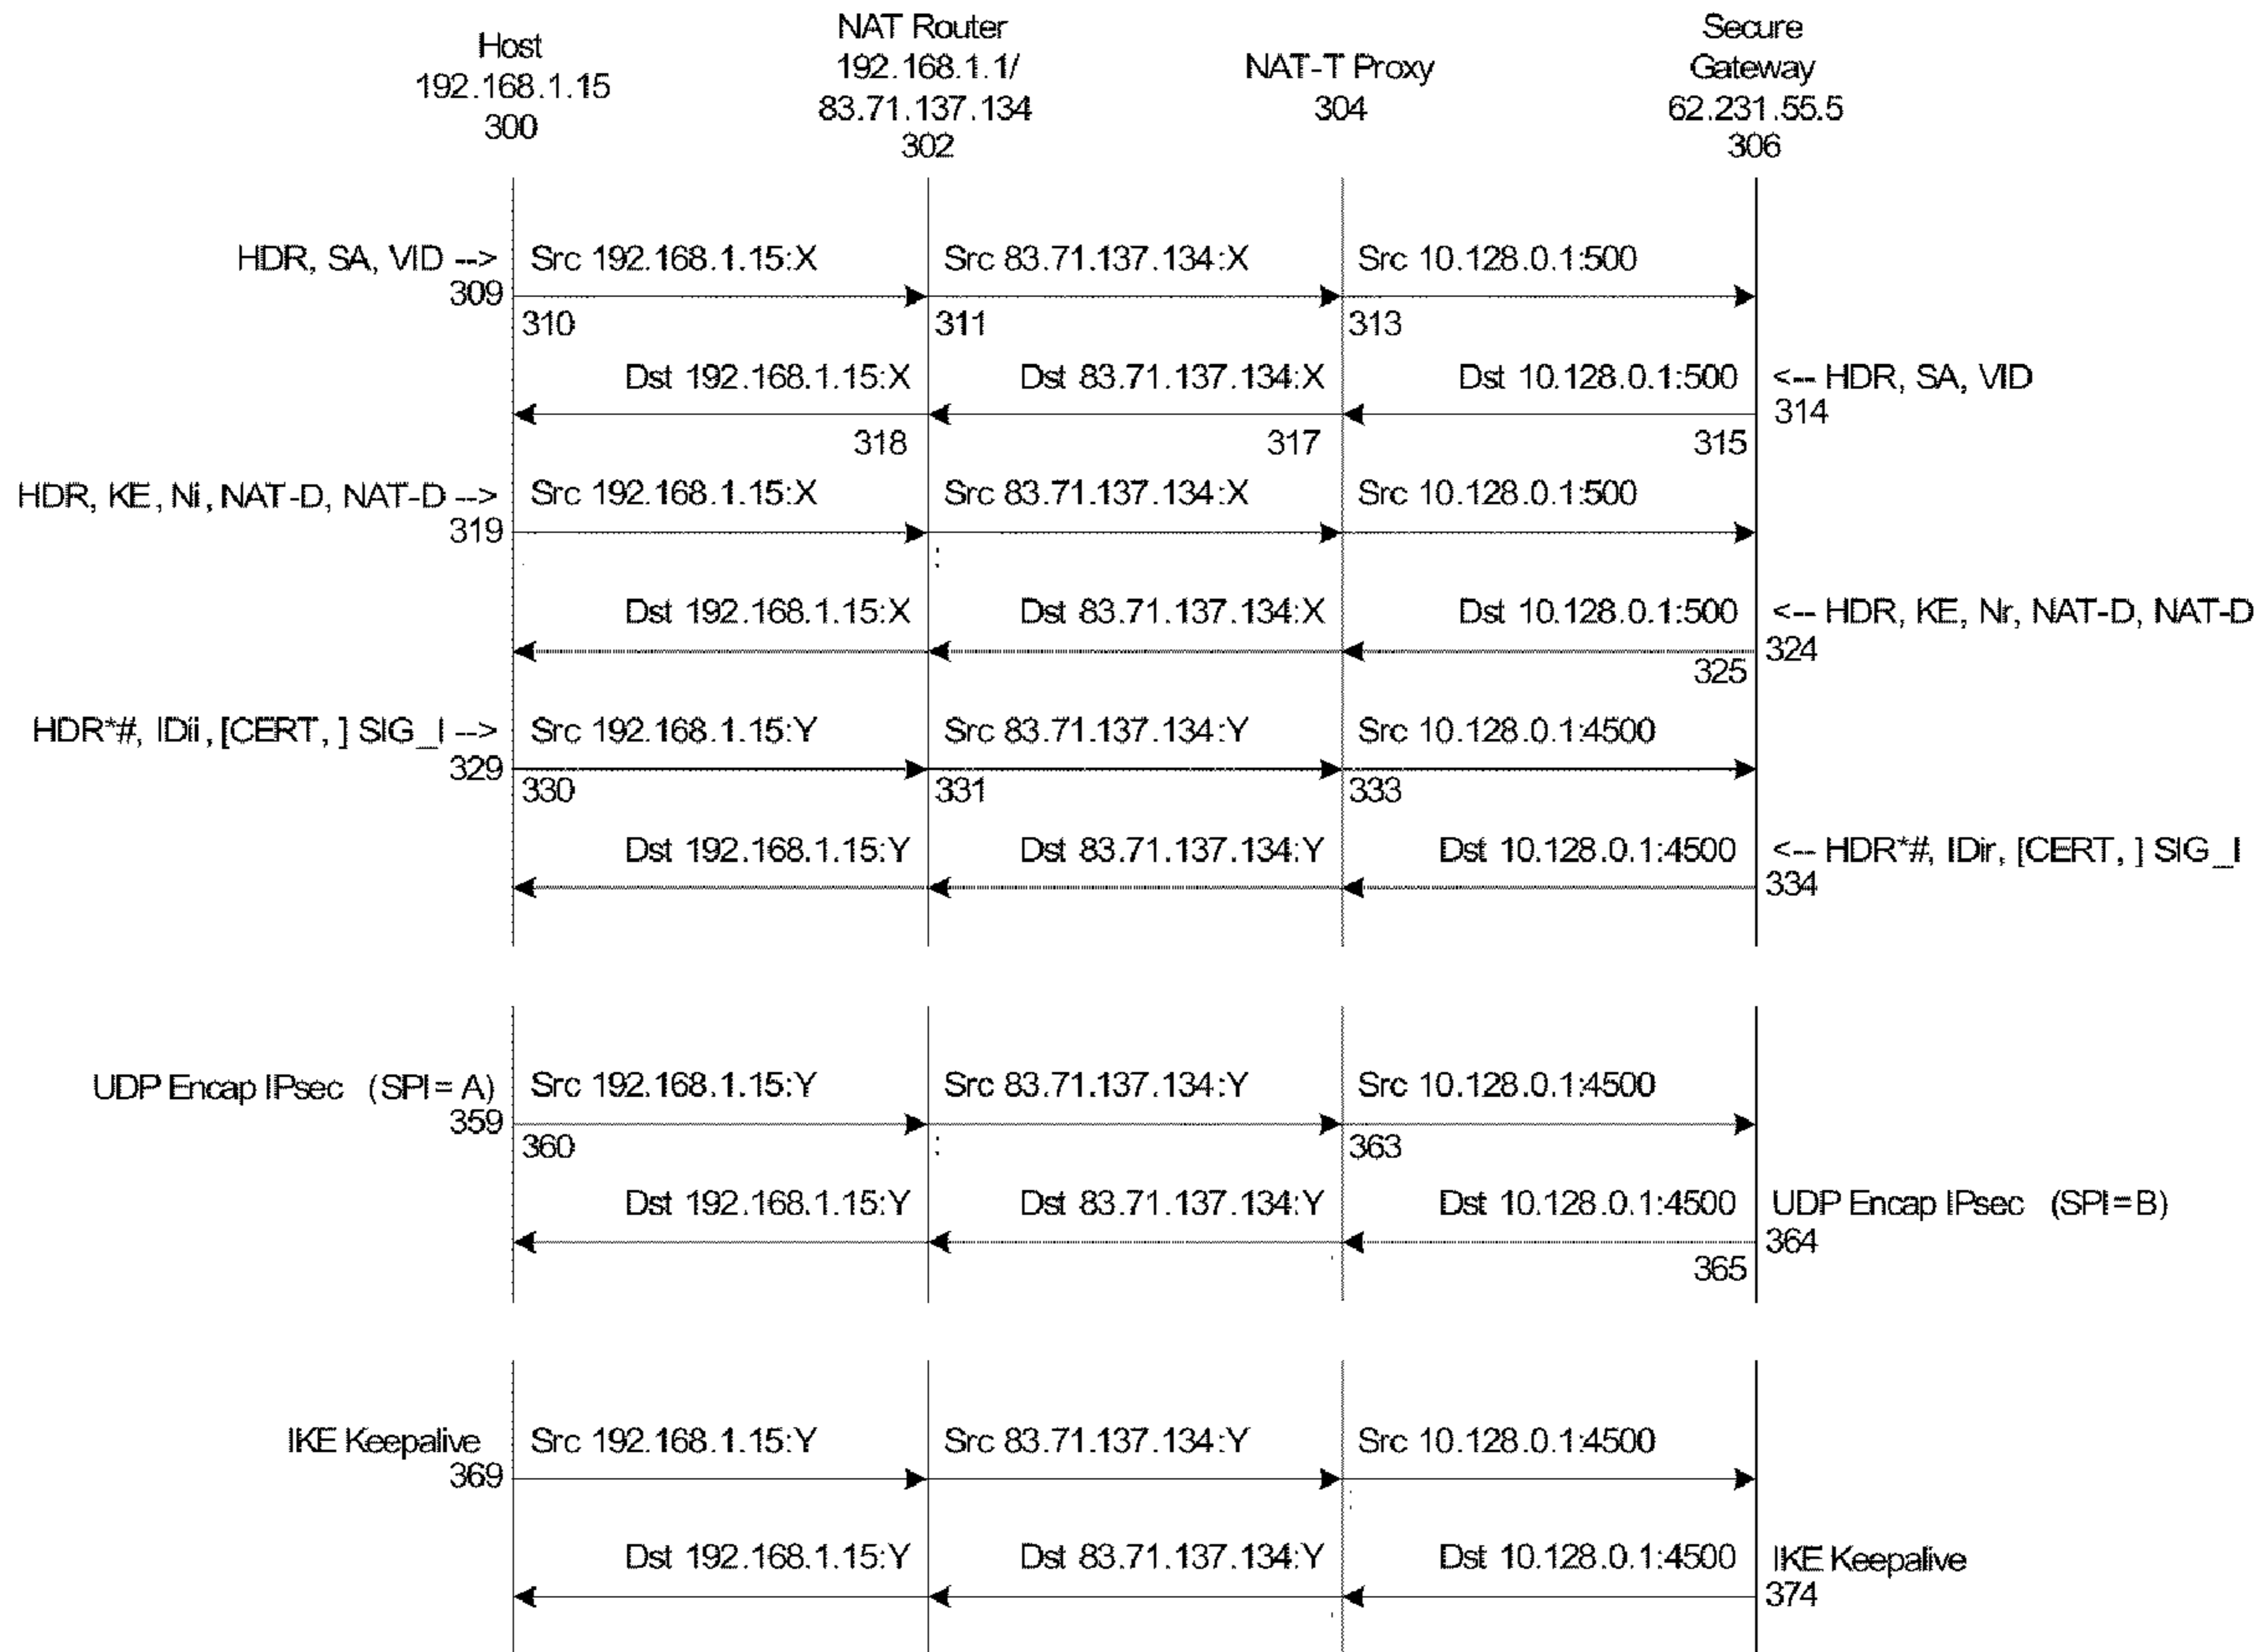 Host
192.168.1.15
300
NAT Router
192.168.1.1/
83.71.137.134
302
NAT-T Proxy
304
Secure
Gateway
62.231.55.5
306
HDR, SA, VID --> Src 192.168.1.15:X Src 83.71.137.134:X Src 10.128.0.1:500
309
310 311 313
Dst 192.168.1.15:X Dst 83.71.137.134:X Dst 10.128.0.1:500 <-- HDR, SA, VID
314
318 317 315
HDR, KE, Ni, NAT-D, NAT-D --> Src 192.168.1.15:X Src 83.71.137.134:X Src 10.128.0.1:500
319
Dst 192.168.1.15:X Dst 83.71.137.134:X Dst 10.128.0.1:500 <-- HDR, KE, Nr, NAT-D, NAT-D
324
325
HDR*#, IDii, [CERT, ] SIG_I --> Src 192.168.1.15:Y Src 83.71.137.134:Y Src 10.128.0.1:4500
329
330 331 333
Dst 192.168.1.15:Y Dst 83.71.137.134:Y Dst 10.128.0.1:4500 <-- HDR*#, IDir, [CERT, ] SIG_I
334
UDP Encap IPsec (SPI = A) Src 192.168.1.15:Y Src 83.71.137.134:Y Src 10.128.0.1:4500
359
360 363
Dst 192.168.1.15:Y Dst 83.71.137.134:Y Dst 10.128.0.1:4500 UDP Encap IPsec (SPI=B)
364
365
IKE Keepalive Src 192.168.1.15:Y Src 83.71.137.134:Y Src 10.128.0.1:4500
369
Dst 192.168.1.15:Y Dst 83.71.137.134:Y Dst 10.128.0.1:4500 IKE Keepalive
374